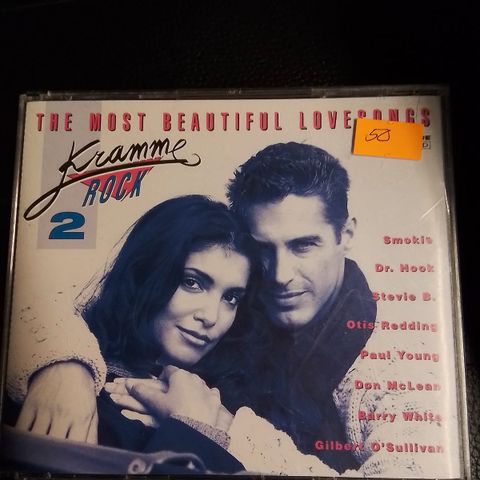 THE MOST BEAUTIFUL LOVESONGS
50
Kramme
ROCK
2
Smokie
Dr. Hook
Stevie B.
Otis Redding
Paul Young
Don McLean
Barry White
Gilbert O'Sullivan